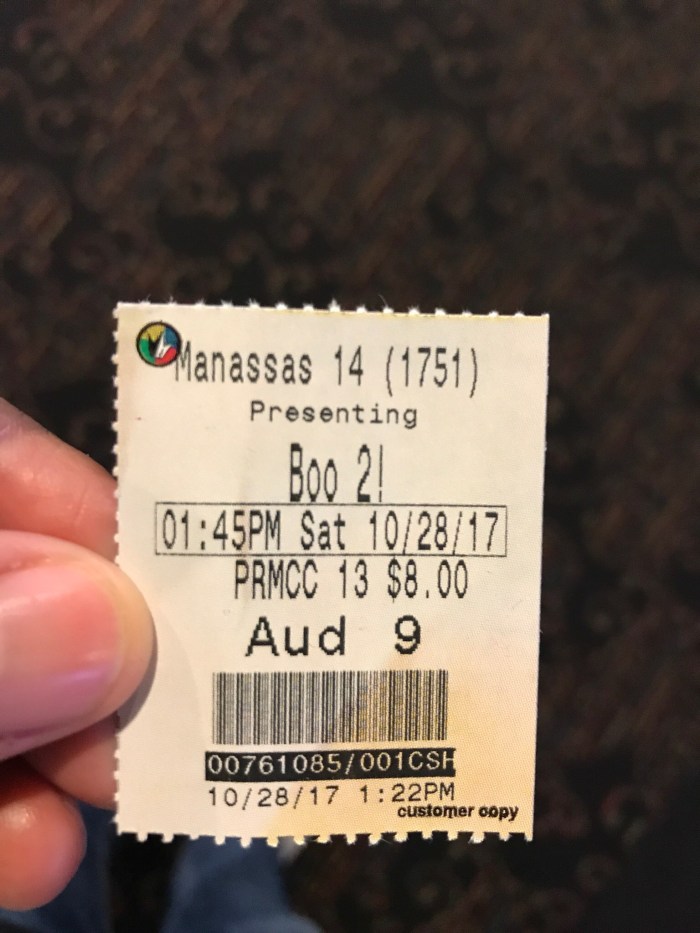 Manassas 14 (1751)
Presenting
Boo 2!
01:45PM Sat 10/28/17
PRMCC 13 $8.00
Aud 9
00761085/001CSH
10/28/17 1:22PM
customer copy